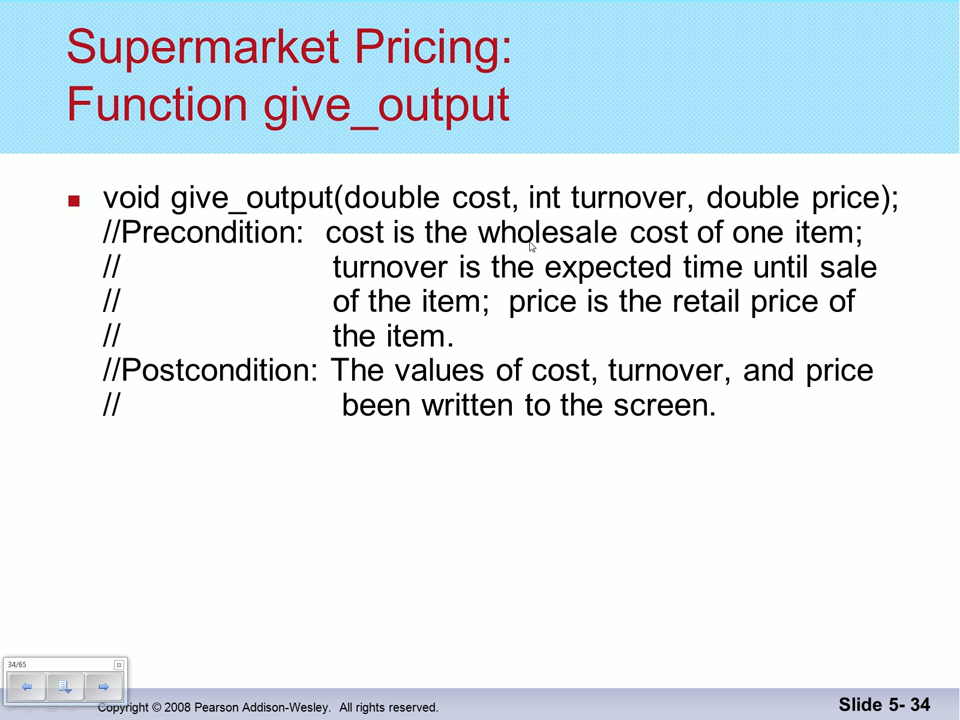 Supermarket Pricing:
Function give_output
void give_output(double cost, int turnover, double price);
//Precondition: cost is the wholesale cost of one item;
// turnover is the expected time until sale
// of the item; price is the retail price of
// the item.
//Postcondition: The values of cost, turnover, and price
// been written to the screen.
34/65
Copyright © 2008 Pearson Addison-Wesley. All rights reserved.
Slide 5- 34